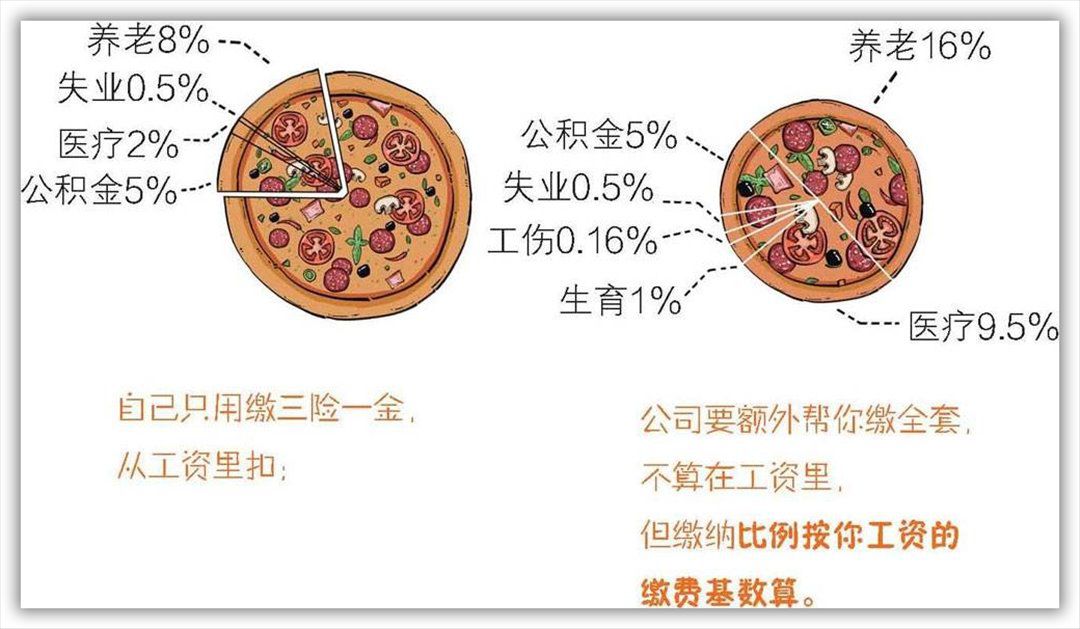 养老8%
失业0.5%
医疗2%
公积金5%
养老16%
公积金5%
失业0.5%
工伤0.16%
生育1%
医疗9.5%
自己只用缴三险一金，
从工资里扣；
公司要额外帮你缴全套，
不算在工资里，
但缴纳比例按你工资的
缴费基数算。